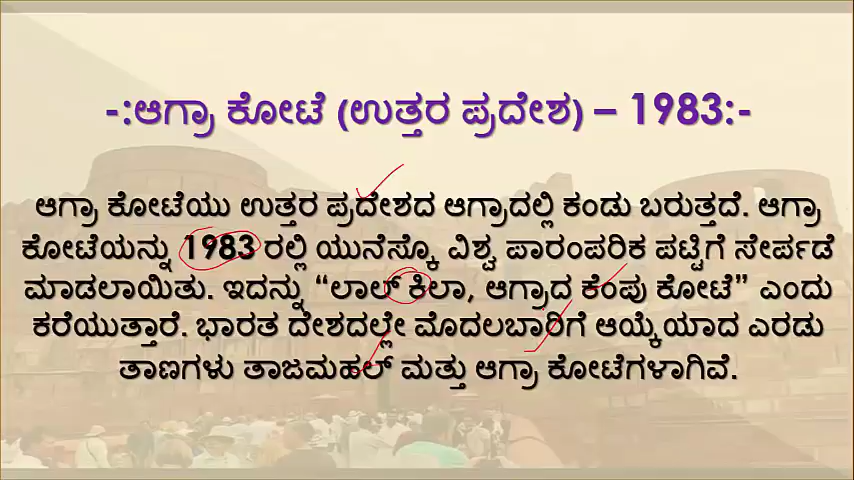 -:ಆಗ್ರಾ ಕೋಟೆ (ಉತ್ತರ ಪ್ರದೇಶ) – 1983:-
ಆಗ್ರಾ ಕೋಟೆಯು ಉತ್ತರ ಪ್ರದೇಶದ ಆಗ್ರಾದಲ್ಲಿ ಕಂಡು ಬರುತ್ತದೆ. ಆಗ್ರಾ
ಕೋಟೆಯನ್ನು 1983 ರಲ್ಲಿ ಯುನೆಸ್ಕೊ ವಿಶ್ವ ಪಾರಂಪರಿಕ ಪಟ್ಟಿಗೆ ಸೇರ್ಪಡೆ
ಮಾಡಲಾಯಿತು. ಇದನ್ನು “ಲಾಲ್ ಕಿಲಾ, ಆಗ್ರಾದ ಕೆಂಪು ಕೋಟೆ” ಎಂದು
ಕರೆಯುತ್ತಾರೆ. ಭಾರತ ದೇಶದಲ್ಲೇ ಮೊದಲಬಾರಿಗೆ ಆಯ್ಕೆಯಾದ ಎರಡು
ತಾಣಗಳು ತಾಜಮಹಲ್ ಮತ್ತು ಆಗ್ರಾ ಕೋಟೆಗಳಾಗಿವೆ.